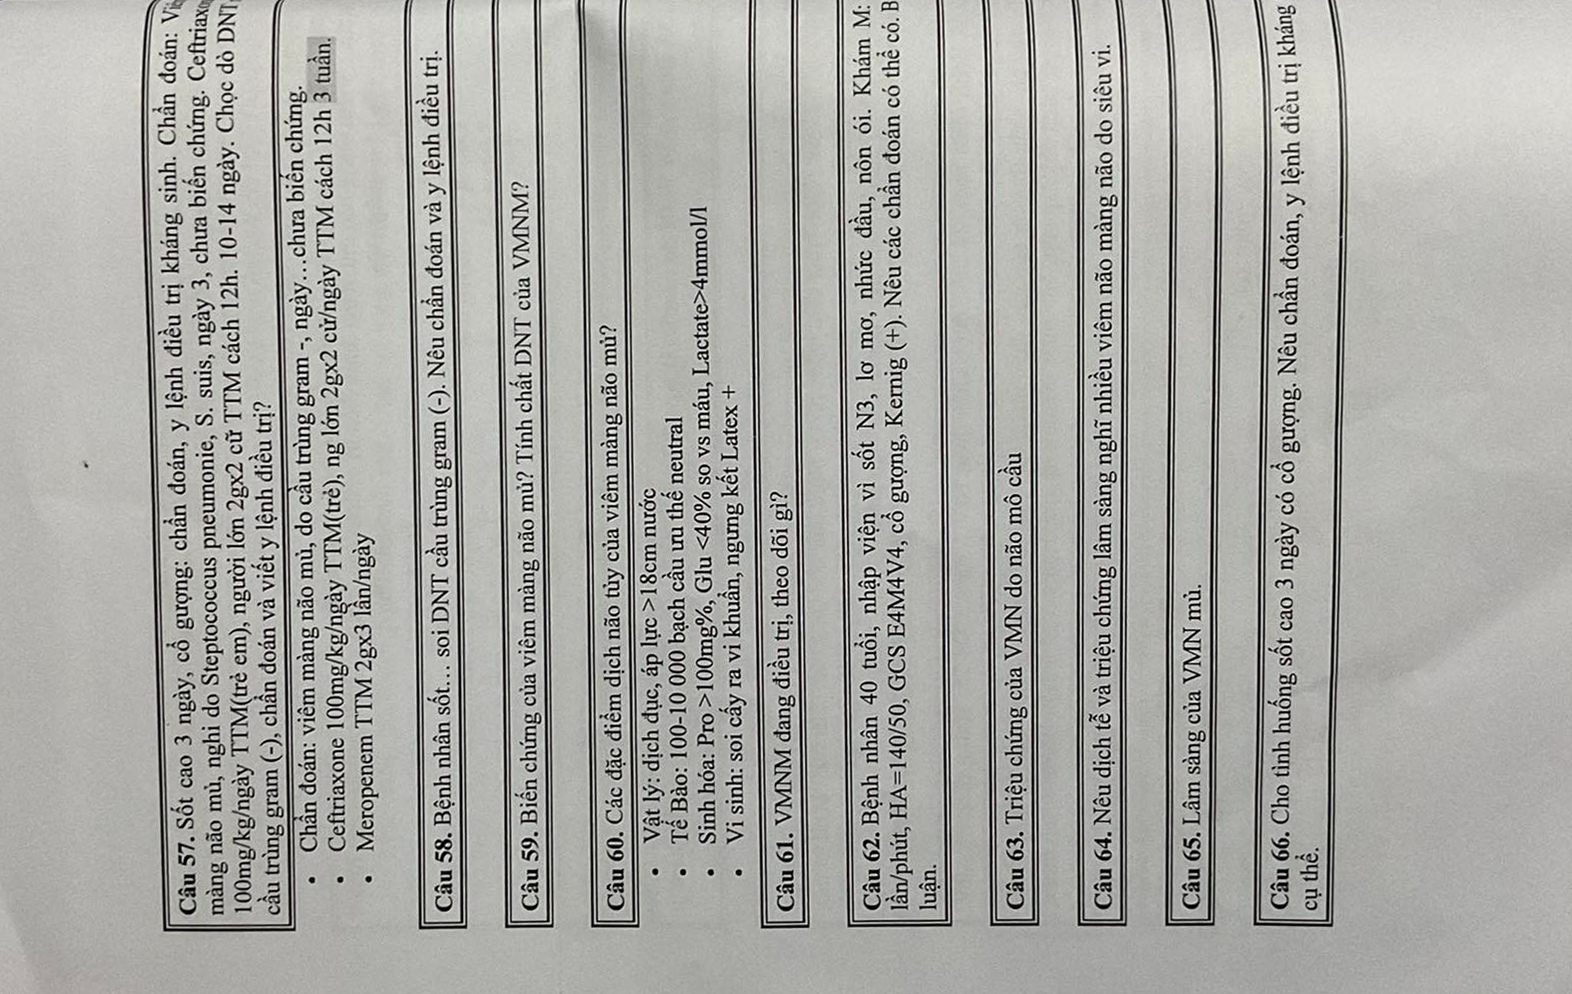 Câu 57. Sốt cao 3 ngày, cổ gượng: chẩn đoán, y lệnh điều trị kháng sinh. Chẩn đoán:
màng não mủ, nghi do Steptococcus pneumonie, S. suis, ngày 3, chưa biến chứng.
100mg/kg/ngày TTM(trẻ em), người lớn 2gx2 cữ TTM cách 12h. 10-14 ngày. Chọc dò DNT
cầu trùng gram (-), chẩn đoán và viết y lệnh điều trị?
• Chẩn đoán: viêm màng não mủ, do cầu trùng gram -, ngày…chưa biến chứng.
• Ceftriaxone 100mg/kg/ngày TTM(trẻ), ng lớn 2gx2 cử/ngày TTM cách 12h 3 tuần.
• Meropenem TTM 2gx3 lần/ngày
Câu 58. Bệnh nhân sốt… soi DNT cầu trùng gram (-). Nêu chẩn đoán và y lệnh điều trị.
Câu 59. Biến chứng của viêm màng não mủ? Tính chất DNT của VMNM?
Câu 60. Các đặc điểm dịch não tủy của viêm màng não mủ?
• Vật lý: dịch đục, áp lực >18cm nước
• Tế Bào: 100-10 000 bạch cầu ưu thế neutral
• Sinh hóa: Pro >100mg%, Glu <40% so vs máu, Lactate>4mmol/l
• Vi sinh: soi cấy ra vi khuẩn, ngưng kết Latex +
Câu 61. VMNM đang điều trị, theo dõi gì?
Câu 62. Bệnh nhân 40 tuổi, nhập viện vì sốt N3, lơ mơ, nhức đầu, nôn ói. Khám M:
lần/phút, HA=140/50, GCS E4M4V4, cổ gượng, Kernig (+). Nêu các chẩn đoán có thể có.
luận.
Câu 63. Triệu chứng của VMN do não mô cầu
Câu 64. Nêu dịch tễ và triệu chứng lâm sàng nghĩ nhiều viêm não màng não do siêu vi.
Câu 65. Lâm sàng của VMN mủ.
Câu 66. Cho tình huống sốt cao 3 ngày có cổ gượng. Nêu chẩn đoán, y lệnh điều trị kháng
cụ thể.